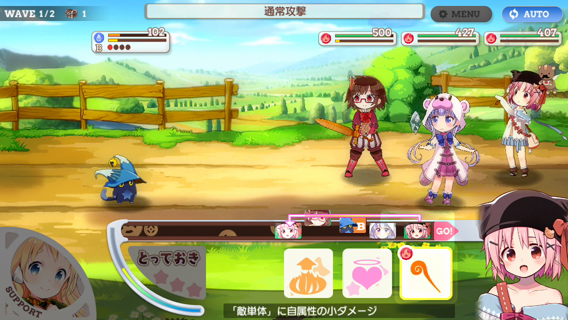 WAVE 1/2
1
通常攻撃
MENU
AUTO
102
B
500
427
407
B
GO!
とっておき
SUPPORT
「敵単体」に自属性の小ダメージ